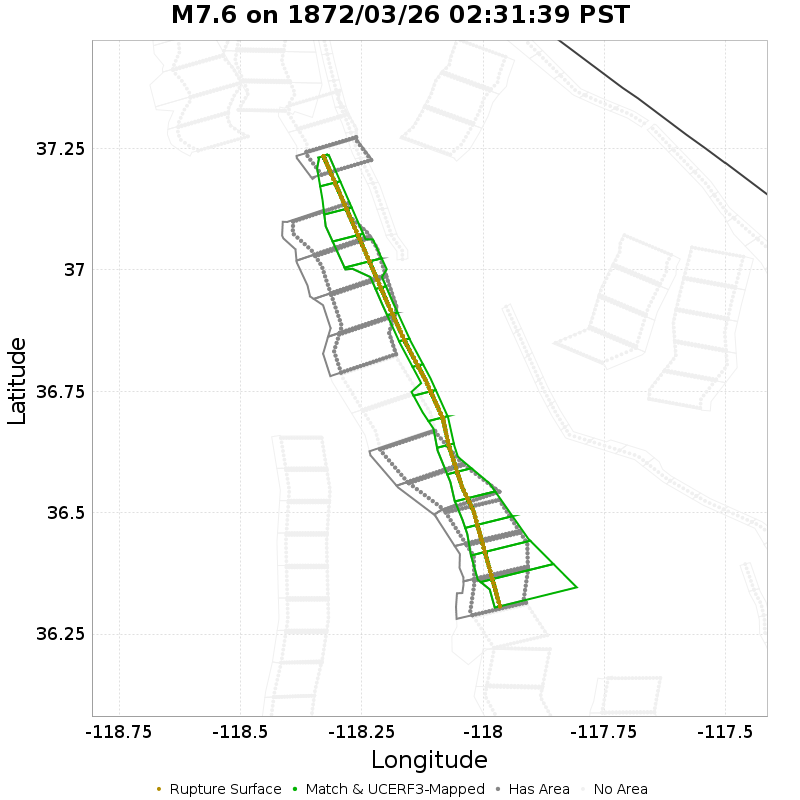 M7.6 on 1872/03/26 02:31:39 PST
Latitude
37.25
37
36.75
36.5
36.25
-118.75
-118.5
-118.25
-118
-117.75
-117.5
Longitude
Rupture Surface
Match & UCERF3-Mapped
Has Area
No Area